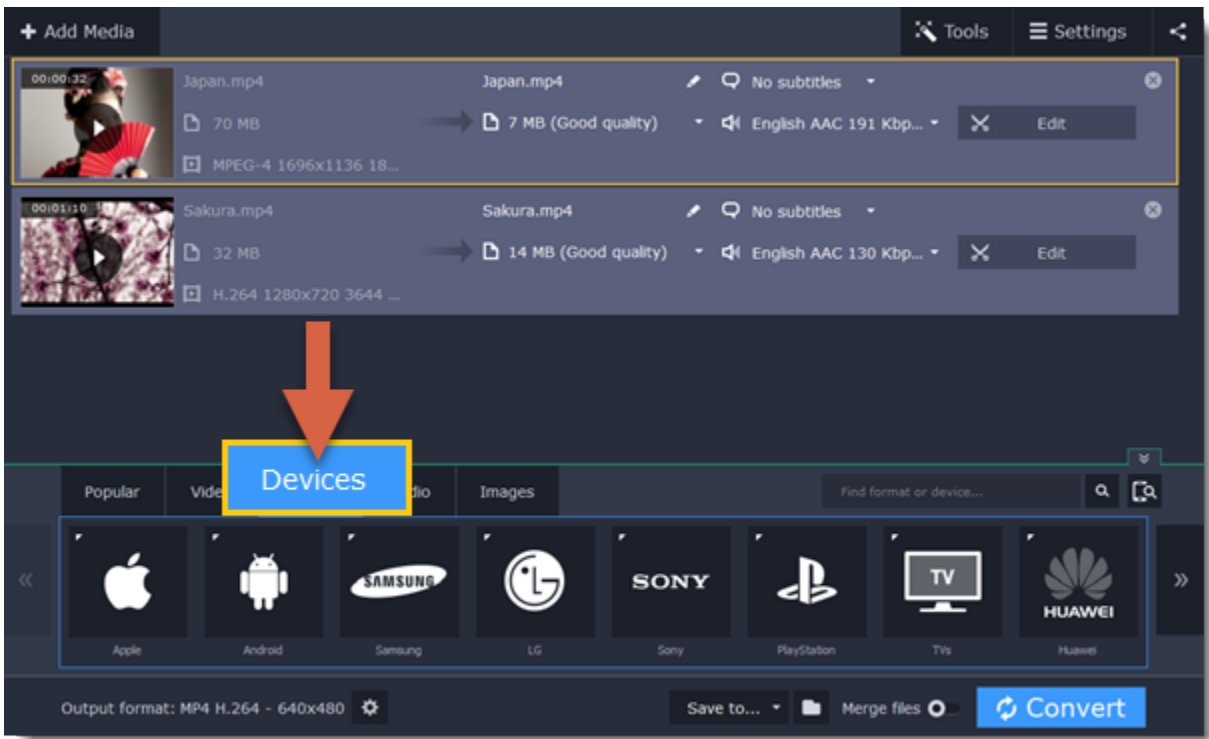 Add Media
Tools
Settings
00:00:32
Japan.mp4
Japan.mp4
No subtitles
70 MB
7 MB (Good quality)
English AAC 191 Kbp...
Edit
MPEG-4 1696x1136 18...
00:01:10
Sakura.mp4
Sakura.mp4
No subtitles
32 MB
14 MB (Good quality)
English AAC 130 Kbp...
Edit
H.264 1280x720 3644 ...
Popular
Vide
Devices
dio
Images
Find format or device...
SAMSUNG
LG
SONY
TV
HUAWEI
Apple
Android
Samsung
LG
Sony
PlayStation
TVs
Huawei
Output format: MP4 H.264 - 640x480
Save to...
Merge files
Convert